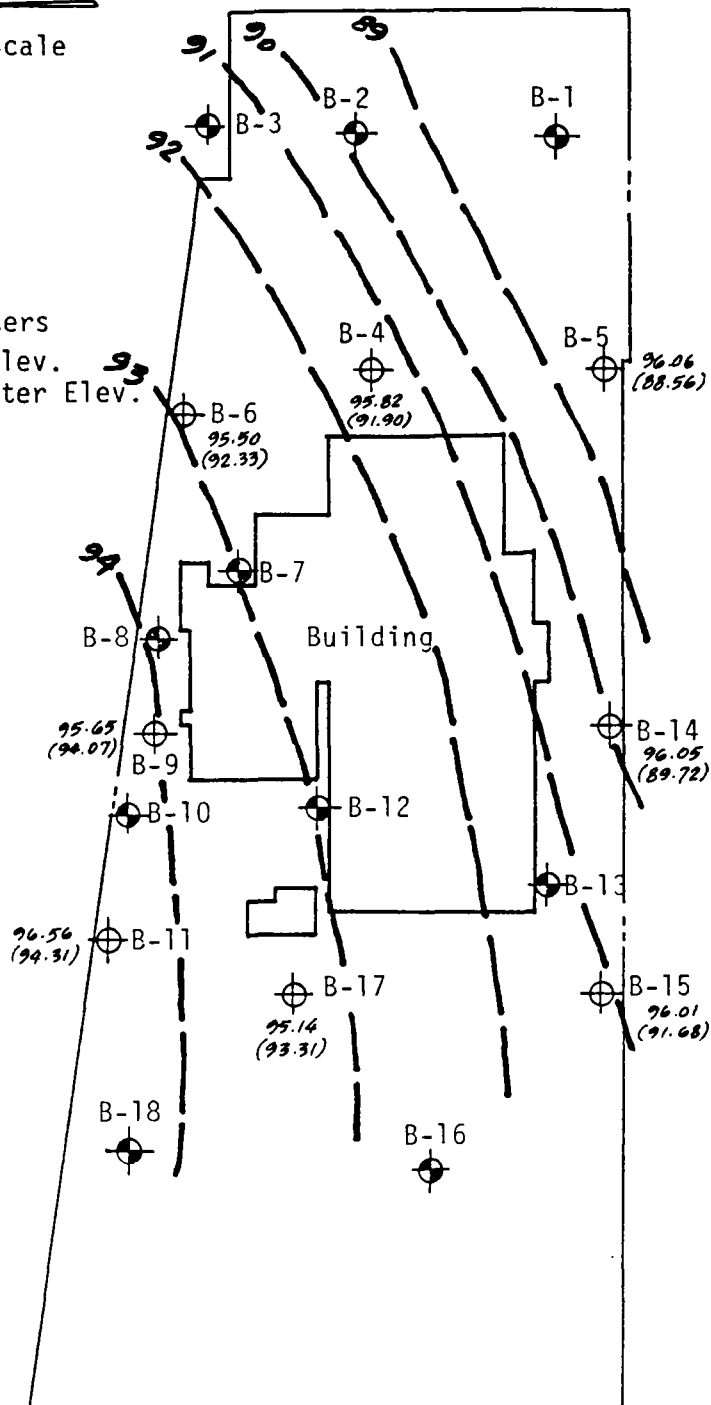 cale
89
90
91
B-2
B-1
B-3
92
ers
lev.
ter Elev.
B-4
95.82
(91.90)
B-5
96.06
(88.56)
93
B-6
95.50
(92.33)
94
B-7
B-8
Building
95.65
(94.07)
B-9
B-14
96.05
(89.72)
B-10
B-12
B-13
96.56
(94.31)
B-11
B-17
95.14
(93.31)
B-15
96.01
(91.68)
B-18
B-16